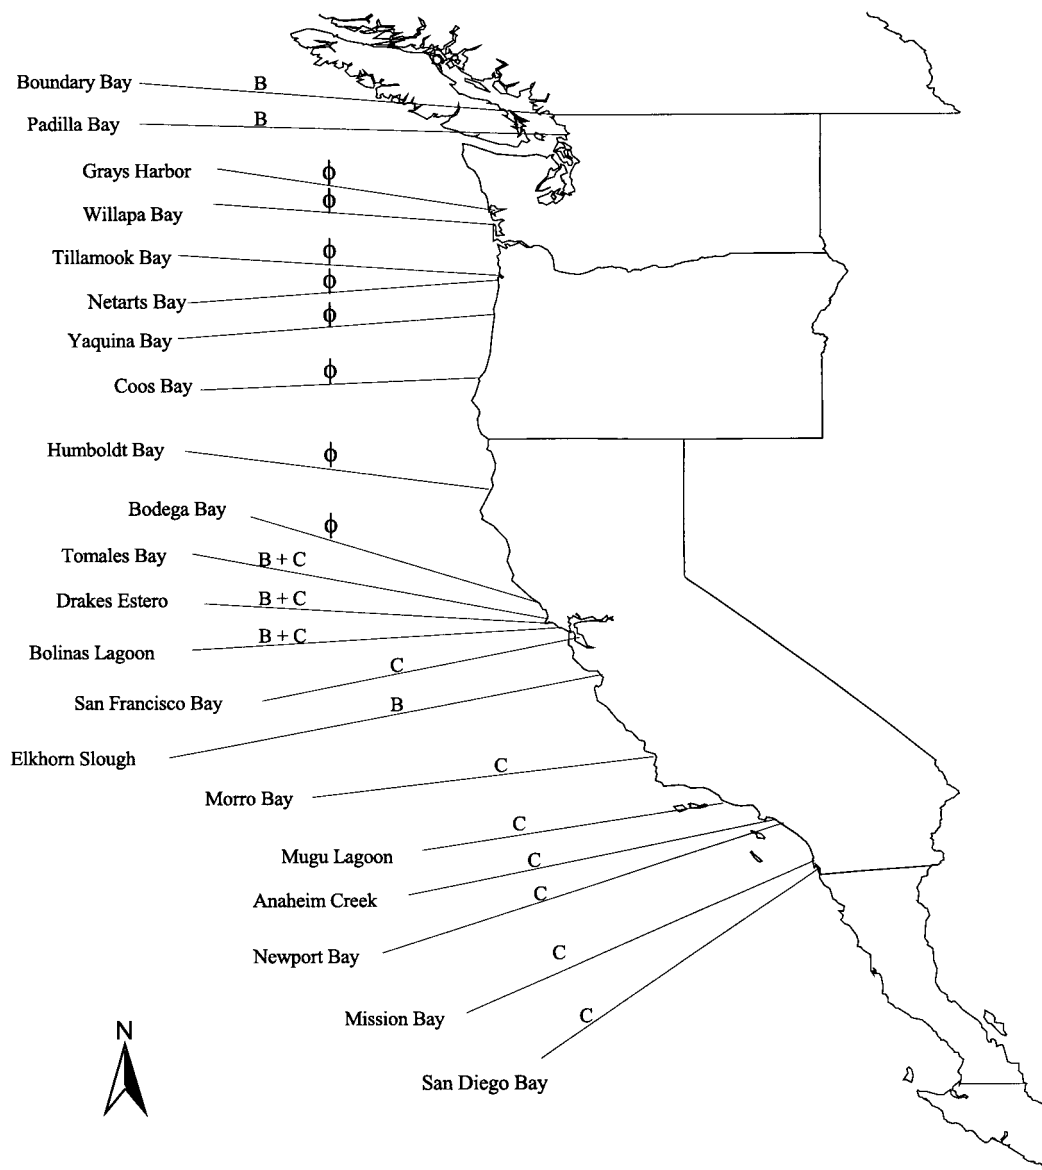 Boundary Bay B
Padilla Bay B
Grays Harbor ϕ
Willapa Bay ϕ
Tillamook Bay ϕ
Netarts Bay ϕ
Yaquina Bay ϕ
Coos Bay ϕ
Humboldt Bay ϕ
Bodega Bay ϕ
Tomales Bay B + C
Drakes Estero B + C
Bolinas Lagoon B + C
San Francisco Bay C
Elkhorn Slough B
Morro Bay C
Mugu Lagoon C
Anaheim Creek C
Newport Bay C
Mission Bay C
San Diego Bay C
N